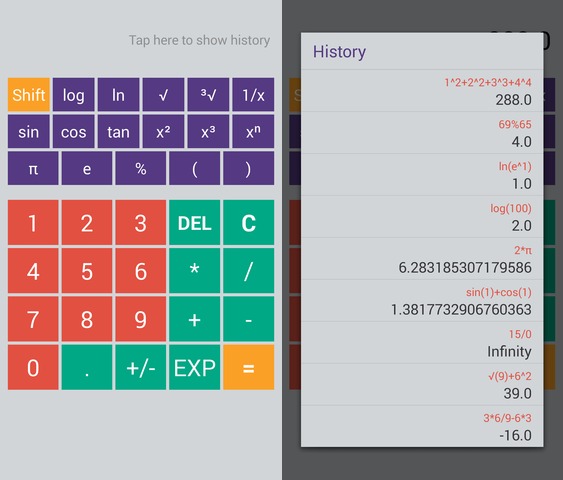 Tap here to show history
Shift log ln √ ³√ 1/x
sin cos tan x² x³ xⁿ
π e % ( )
1 2 3 DEL C
4 5 6 * /
7 8 9 + -
0 . +/- EXP =
History
1^2+2^2+3^3+4^4
288.0
69%65
4.0
ln(e^1)
1.0
log(100)
2.0
2*π
6.283185307179586
sin(1)+cos(1)
1.3817732906760363
15/0
Infinity
√(9)+6^2
39.0
3*6/9-6*3
-16.0